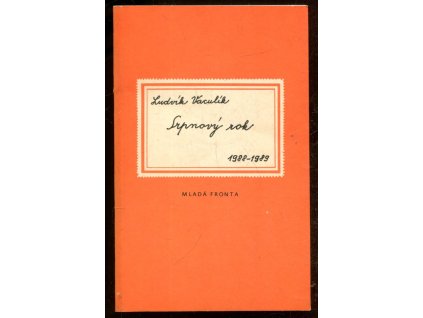 Ludvík Vaculík
Srpnový rok
1988-1989
MLADÁ FRONTA